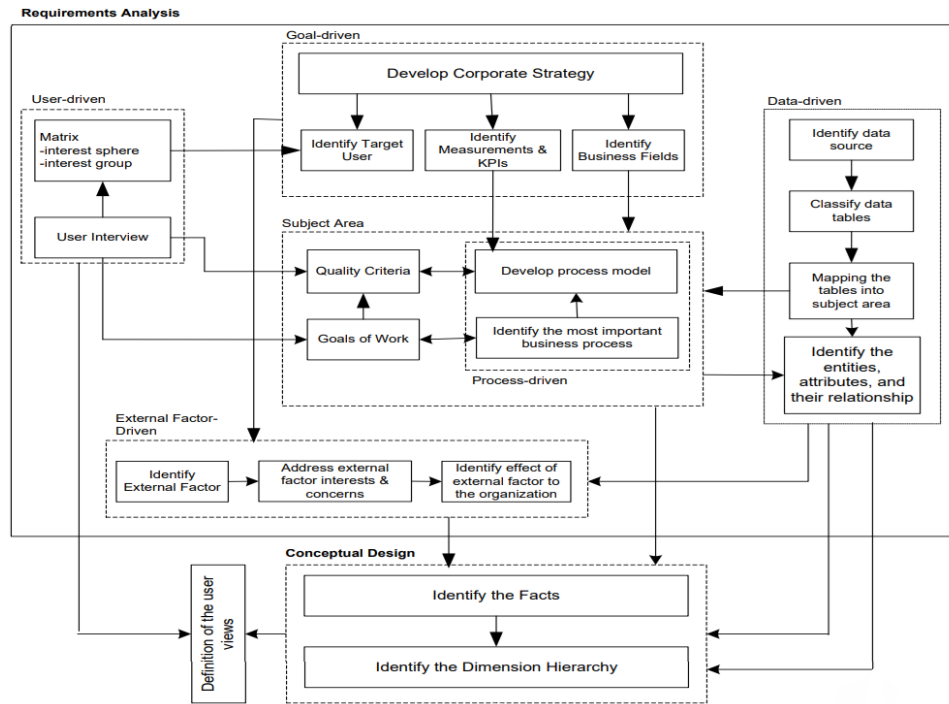 Requirements Analysis
Goal-driven
Develop Corporate Strategy
User-driven
Data-driven
Matrix
-interest sphere
-interest group
Identify Target
User
Identify
Measurements &
KPIs
Identify
Business Fields
Identify data
source
User Interview
Classify data
tables
Subject Area
Quality Criteria
Develop process model
Mapping the
tables into
subject area
Goals of Work
Identify the most important
business process
Process-driven
Identify the
entities,
attributes, and
their relationship
External Factor-
Driven
Identify
External Factor
Address external
factor interests &
concerns
Identify effect of
external factor to
the organization
Conceptual Design
Definition of the user
views
Identify the Facts
Identify the Dimension Hierarchy